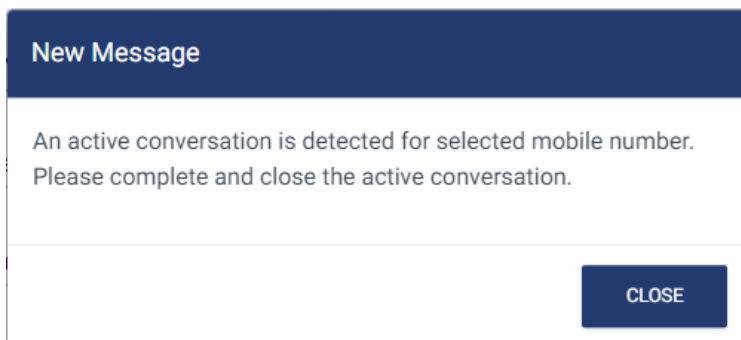 New Message
An active conversation is detected for selected mobile number.
Please complete and close the active conversation.
CLOSE